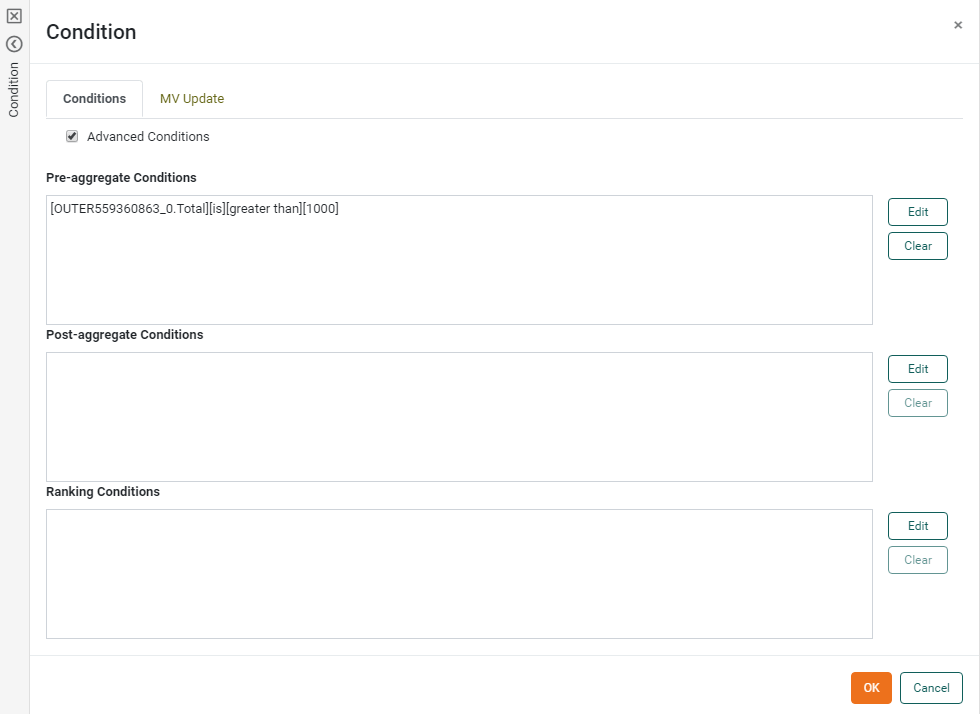 Condition
Condition
×
Conditions
MV Update
Advanced Conditions
Pre-aggregate Conditions
[OUTER559360863_0.Total][is][greater than][1000]
Edit
Clear
Post-aggregate Conditions
Edit
Clear
Ranking Conditions
Edit
Clear
OK
Cancel